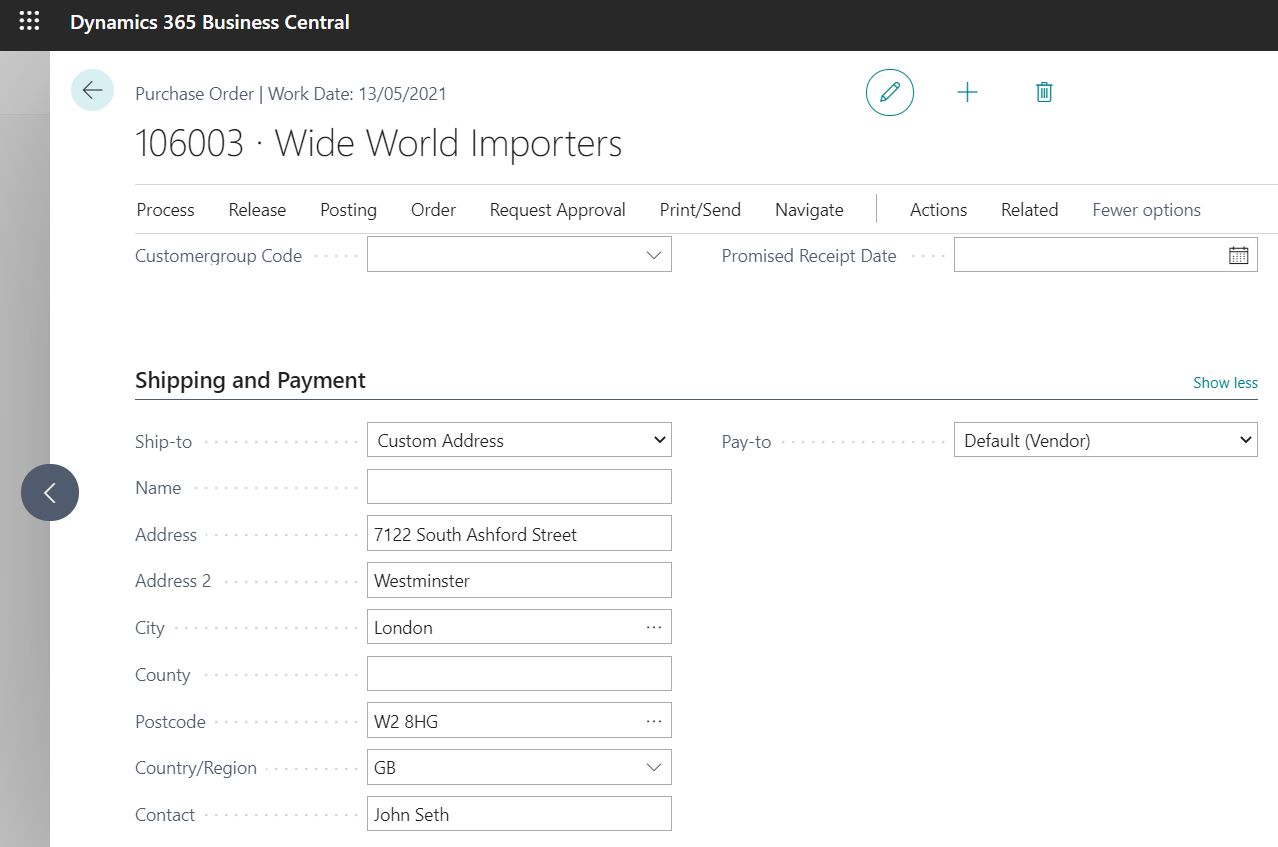 Dynamics 365 Business Central
Purchase Order | Work Date: 13/05/2021
106003 · Wide World Importers
Process Release Posting Order Request Approval Print/Send Navigate Actions Related Fewer options
Customergroup Code Promised Receipt Date
Shipping and Payment Show less
Ship-to Custom Address Pay-to Default (Vendor)
Name
Address 7122 South Ashford Street
Address 2 Westminster
City London
County
Postcode W2 8HG
Country/Region GB
Contact John Seth